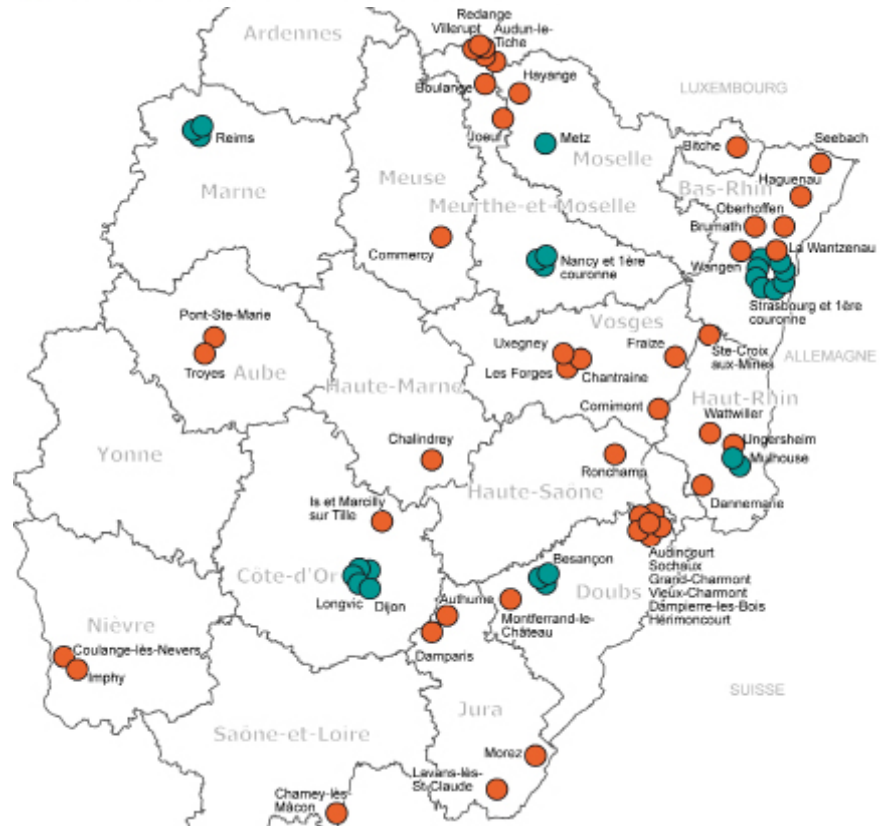 Redange
Villerupt
Audun-le-
Tiche
Ardennes
Boulange
Hayange
LUXEMBOURG
Joeuf
Reims
Metz
Moselle
Bitche
Seebach
Marne
Meuse
Bas-Rhin
Haguenau
Meurthe-et-Moselle
Oberhoffen
Brumath
Commercy
La Wantzenau
Wangen
Nancy et 1ère
couronne
Strasbourg et 1ère
couronne
Pont-Ste-Marie
Troyes
Aube
Vosges
Uxegney
Fraize
Les Forges
Chantraine
Ste-Croix
aux-Mines
ALLEMAGNE
Haute-Marne
Haut-Rhin
Cornimont
Wattwiller
Ungersheim
Mulhouse
Yonne
Chalindrey
Ronchamp
Haute-Saône
Dannemarie
Is et Marcilly
sur Tille
Audincourt
Sochaux
Grand-Charmont
Vieux-Charmont
Dampierre-les-Bois
Hérimoncourt
Besançon
Doubs
Côte-d'Or
Longvic
Dijon
Authume
Montferrand-le-
Château
Damparis
Nièvre
Coulange-lès-Nevers
Imphy
SUISSE
Jura
Saône-et-Loire
Morez
Lavans-lès-
St-Claude
Charney-lès
Mâcon